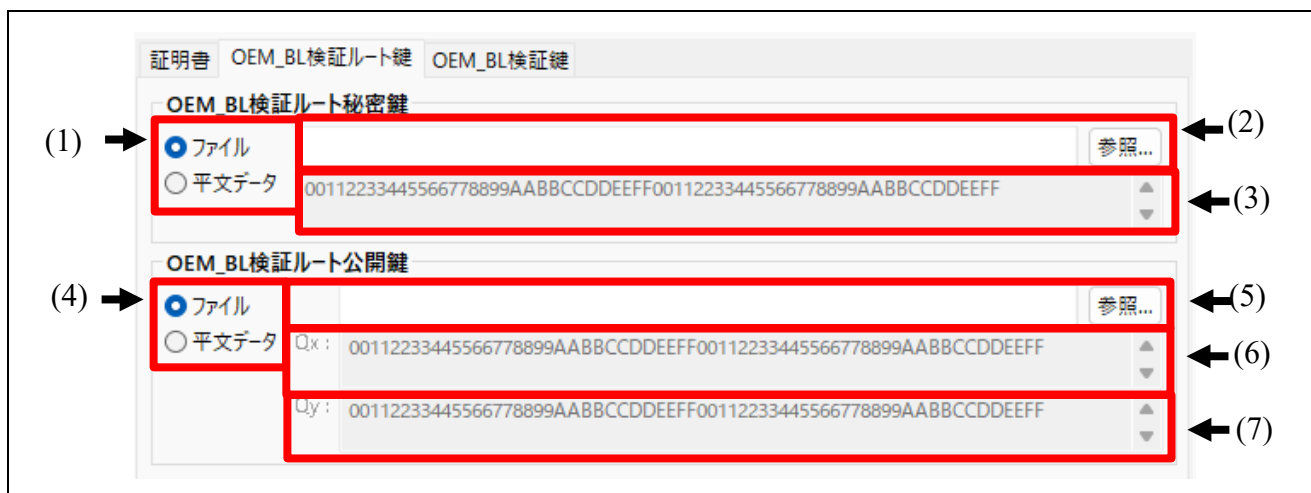 証明書 OEM_BL検証ルート鍵 OEM_BL検証鍵
OEM_BL検証ルート秘密鍵
(1) ファイル 参照... (2)
平文データ 00112233445566778899AABBCCDDEEFF00112233445566778899AABBCCDDEEFF (3)
OEM_BL検証ルート公開鍵
(4) ファイル 参照... (5)
平文データ Qx : 00112233445566778899AABBCCDDEEFF00112233445566778899AABBCCDDEEFF (6)
Qy : 00112233445566778899AABBCCDDEEFF00112233445566778899AABBCCDDEEFF (7)